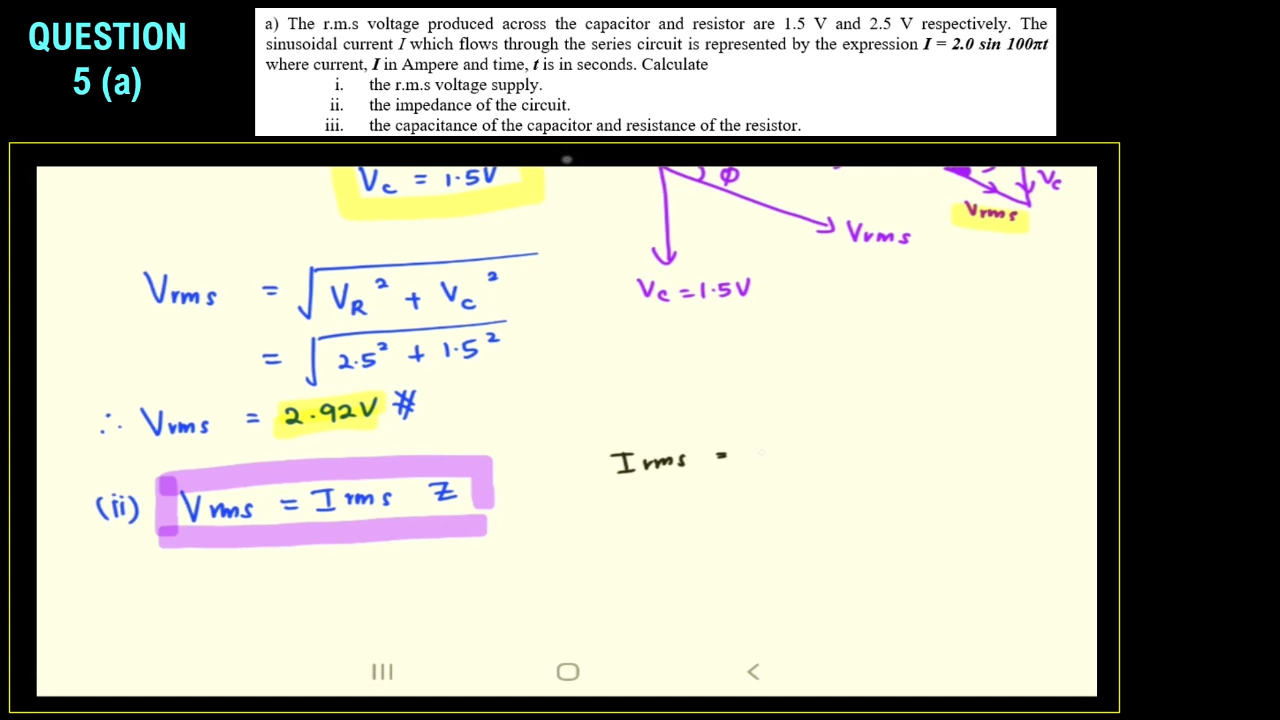 QUESTION
5 (a)
a) The r.m.s voltage produced across the capacitor and resistor are 1.5 V and 2.5 V respectively. The
sinusoidal current I which flows through the series circuit is represented by the expression I = 2.0 sin 100πt
where current, I in Ampere and time, t is in seconds. Calculate
i. the r.m.s voltage supply.
ii. the impedance of the circuit.
iii. the capacitance of the capacitor and resistance of the resistor.
Vc = 1.5V
Φ
Vrms
Vc = 1.5V
Vc
Vrms
Vrms = √VR² + Vc²
= √2.5² + 1.5²
∴ Vrms = 2.92V #
Irms =
(ii) Vrms = Irms Z